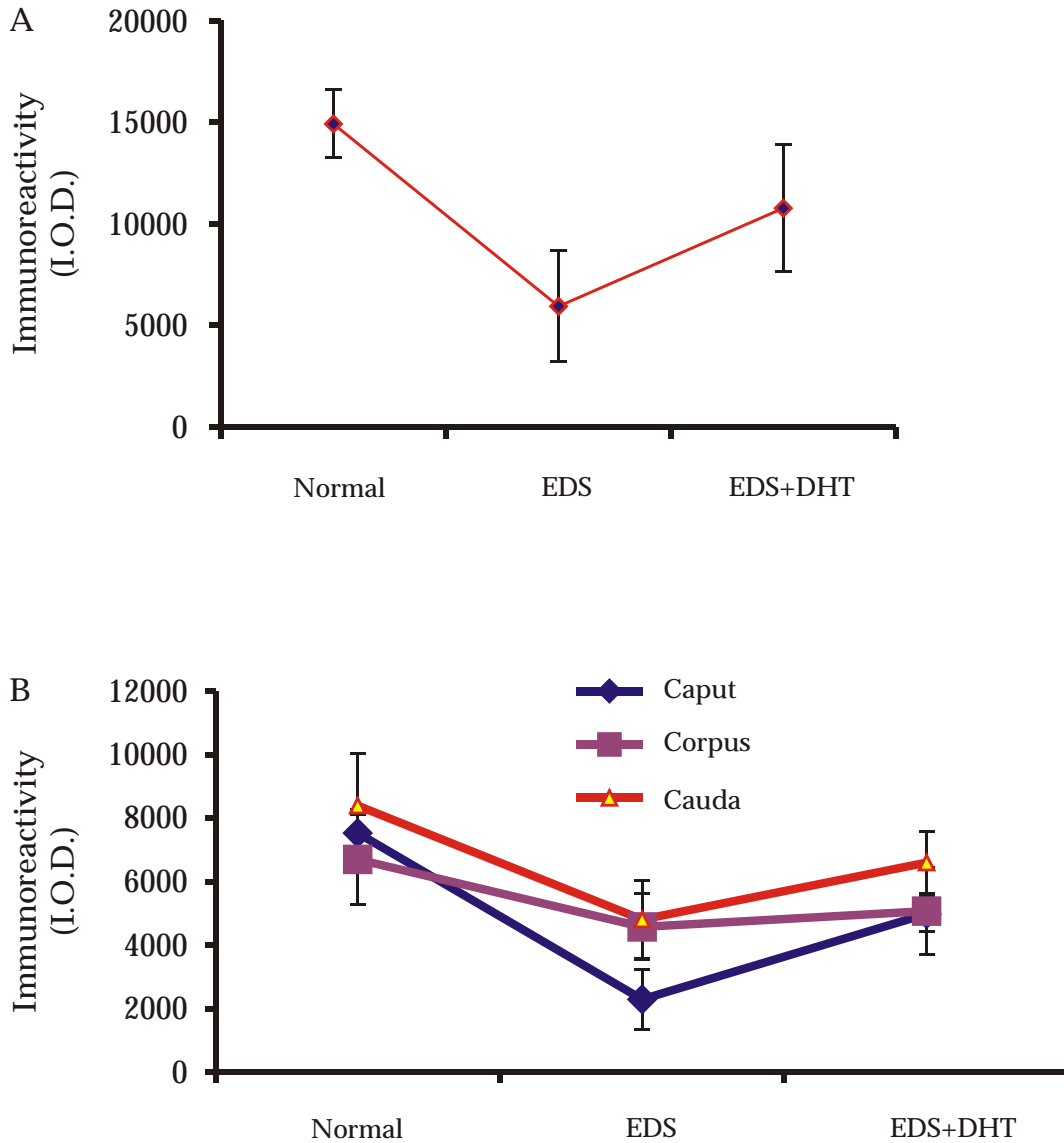 A
20000
15000
10000
5000
0
Immunoreactivity
(I.O.D.)
Normal EDS EDS+DHT
B
12000
10000
8000
6000
4000
2000
0
Immunoreactivity
(I.O.D.)
Caput
Corpus
Cauda
Normal EDS EDS+DHT